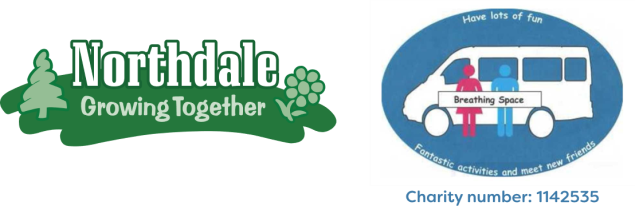 Northdale
Growing Together
Have lots of fun
Breathing Space
Fantastic activities and meet new friends
Charity number: 1142535